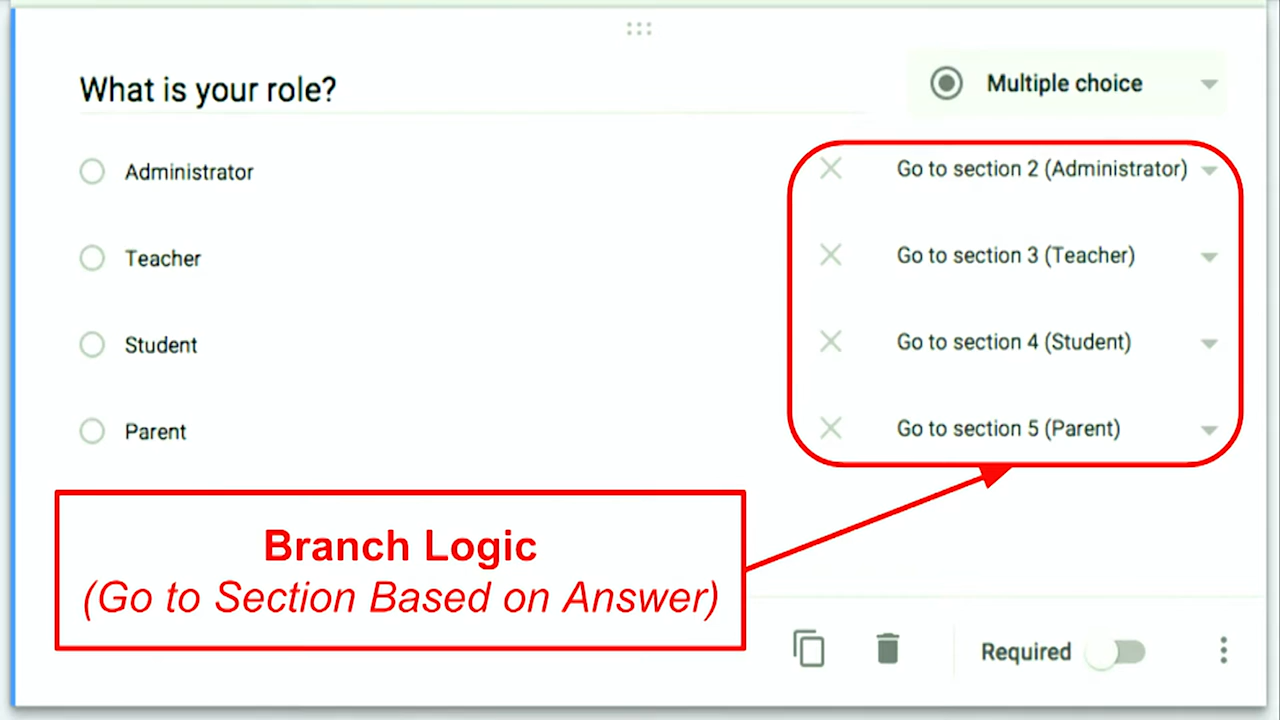 What is your role?
Multiple choice
Administrator
Go to section 2 (Administrator)
Teacher
Go to section 3 (Teacher)
Student
Go to section 4 (Student)
Parent
Go to section 5 (Parent)
Branch Logic
(Go to Section Based on Answer)
Required